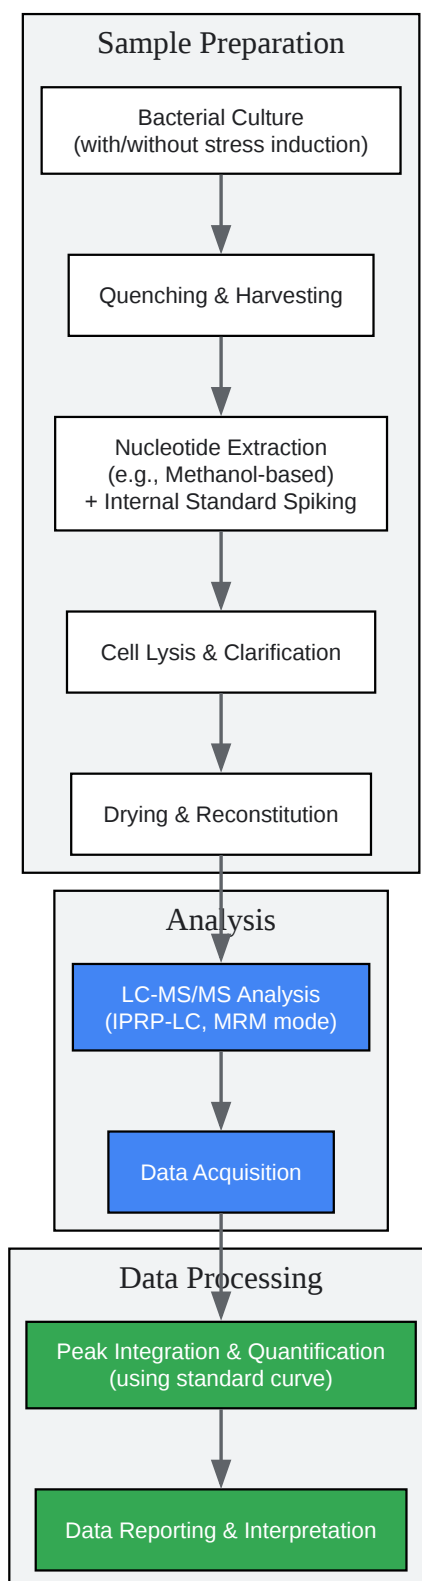 Sample Preparation
Bacterial Culture
(with/without stress induction)
Quenching & Harvesting
Nucleotide Extraction
(e.g., Methanol-based)
+ Internal Standard Spiking
Cell Lysis & Clarification
Drying & Reconstitution
Analysis
LC-MS/MS Analysis
(IPRP-LC, MRM mode)
Data Acquisition
Data Processing
Peak Integration & Quantification
(using standard curve)
Data Reporting & Interpretation